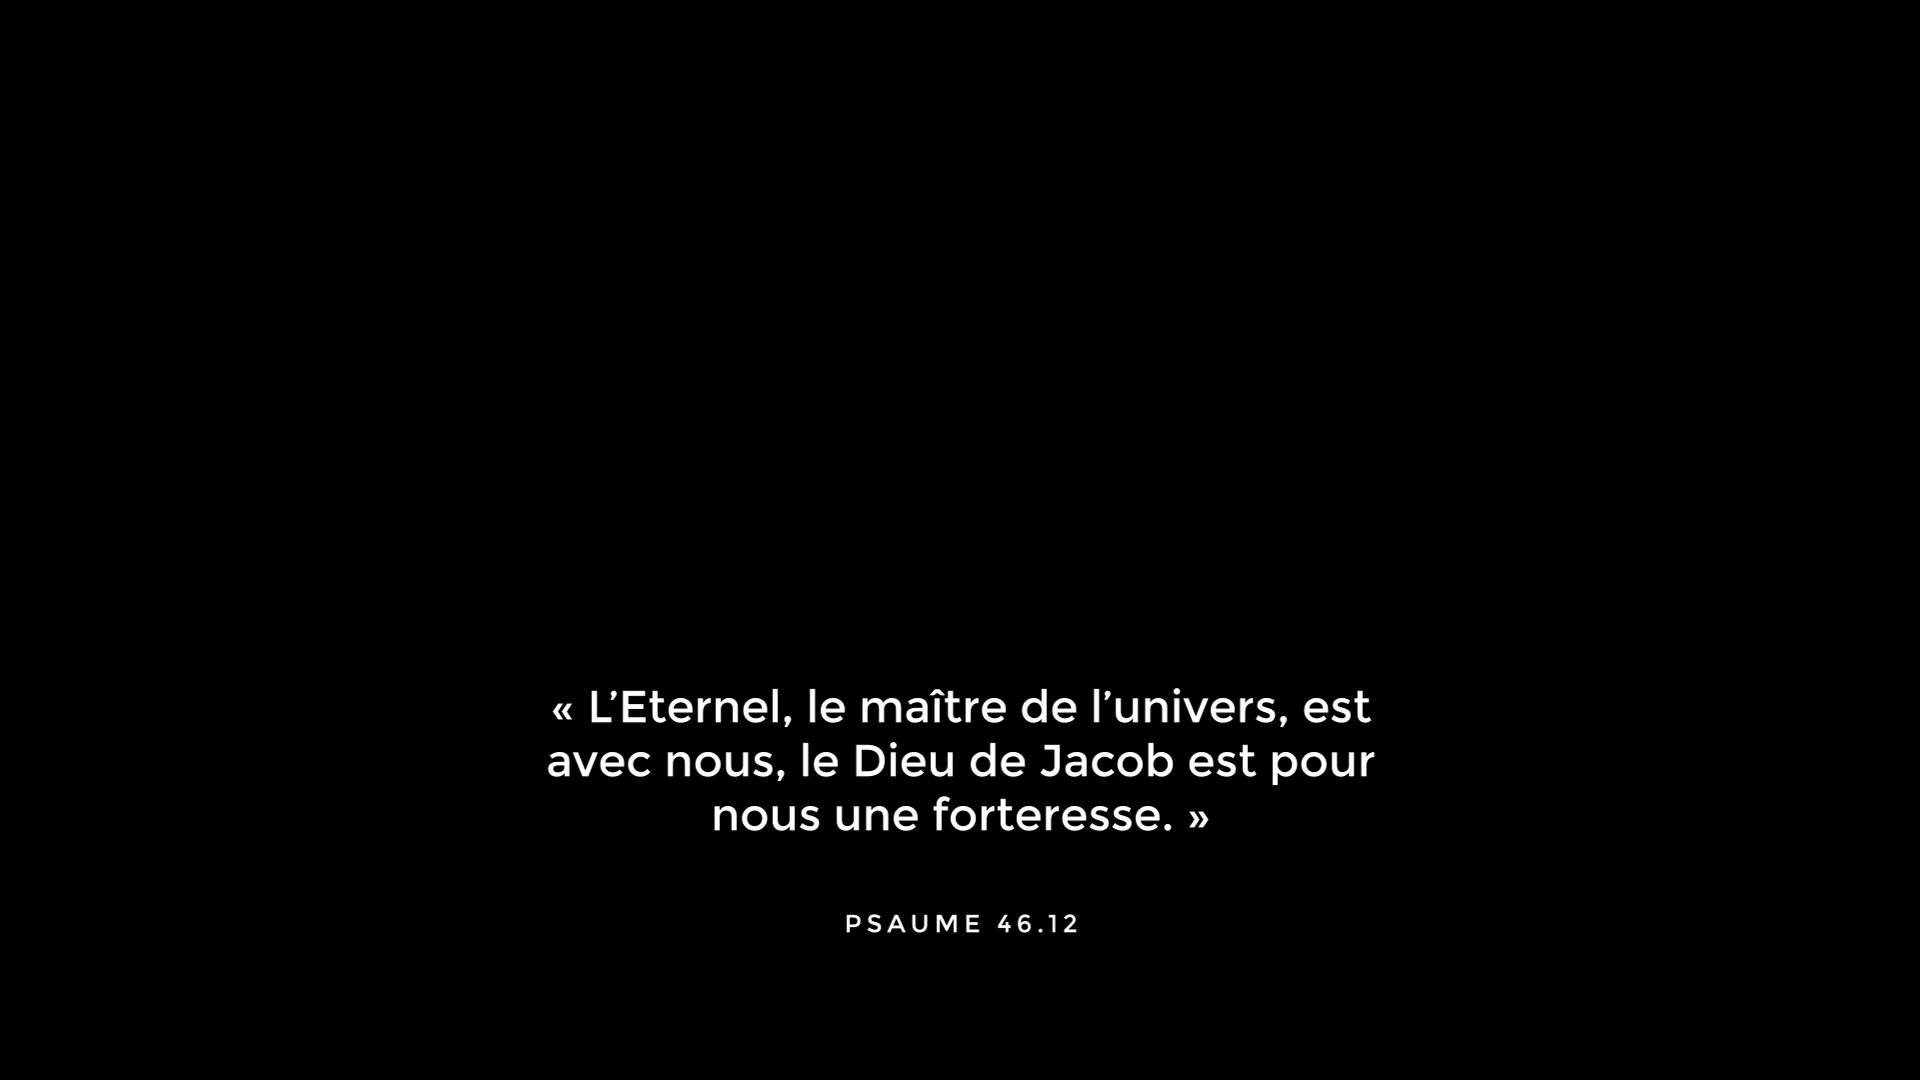 « L’Eternel, le maître de l’univers, est
avec nous, le Dieu de Jacob est pour
nous une forteresse. »
PSAUME 46.12